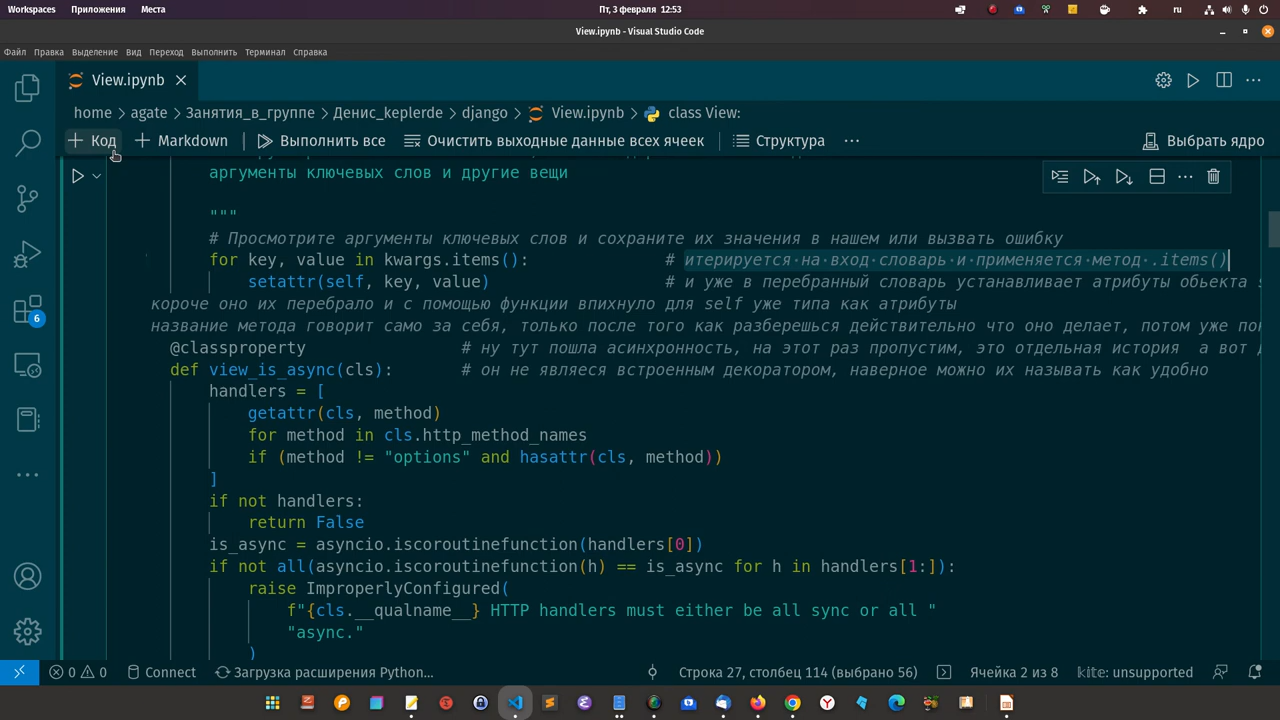 Workspaces Приложения Места Пт, 3 февраля 12:53 ru
View.ipynb - Visual Studio Code
Файл Правка Выделение Вид Переход Выполнить Терминал Справка
View.ipynb
home > agate > Занятия_в_группе > Денис_keplerde > django > View.ipynb > class View:
+ Код + Markdown Выполнить все Очистить выходные данные всех ячеек Структура ... Выбрать ядро
аргументы ключевых слов и другие вещи
"""
# Просмотрите аргументы ключевых слов и сохраните их значения в нашем или вызвать ошибку
for key, value in kwargs.items(): # итерируется·на·вход·словарь·и·применяется·метод·.items()
setattr(self, key, value) # и уже в перебранный словарь устанавливает атрибуты обьекта
короче оно их перебрало и с помощью функции впихнуло для self уже типа как атрибуты
название метода говорит само за себя, только после того как разберешься действительно что оно делает, потом уже
@classproperty # ну тут пошла асинхронность, на этот раз пропустим, это отдельная история а вот
def view_is_async(cls): # он не являеся встроенным декоратором, наверное можно их называть как удобно
handlers = [
getattr(cls, method)
for method in cls.http_method_names
if (method != "options" and hasattr(cls, method))
]
if not handlers:
return False
is_async = asyncio.iscoroutinefunction(handlers[0])
if not all(asyncio.iscoroutinefunction(h) == is_async for h in handlers[1:]):
raise ImproperlyConfigured(
f"{cls.__qualname__} HTTP handlers must either be all sync or all "
"async."
)
6
0 0 Connect Загрузка расширения Python... Строка 27, столбец 114 (выбрано 56) Ячейка 2 из 8 kite: unsupported